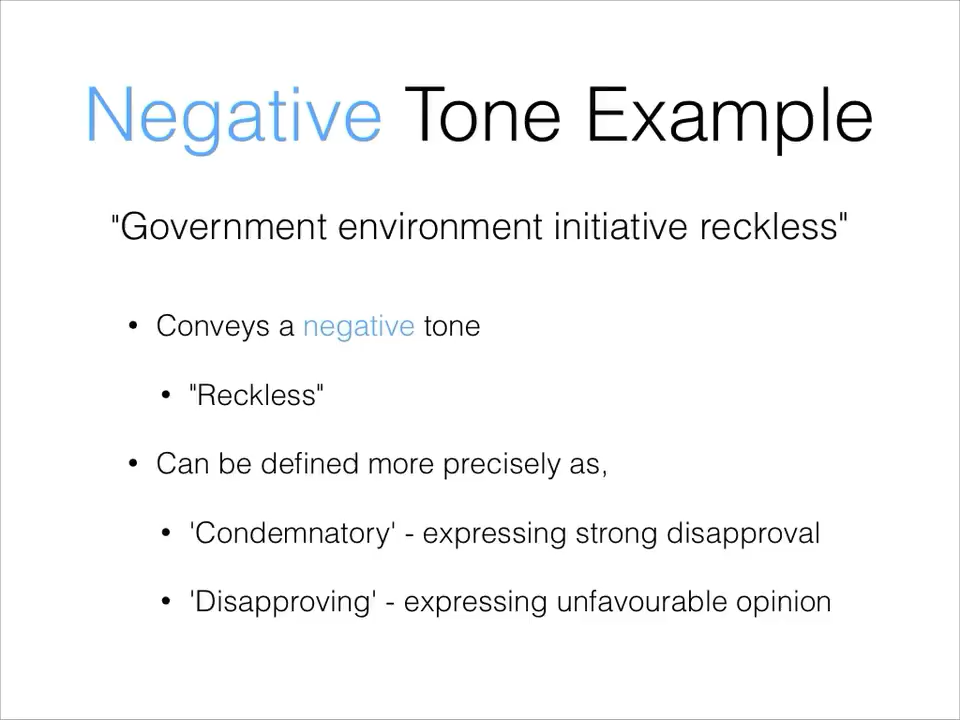 Negative Tone Example
"Government environment initiative reckless"
• Conveys a negative tone
• "Reckless"
• Can be defined more precisely as,
• 'Condemnatory' - expressing strong disapproval
• 'Disapproving' - expressing unfavourable opinion